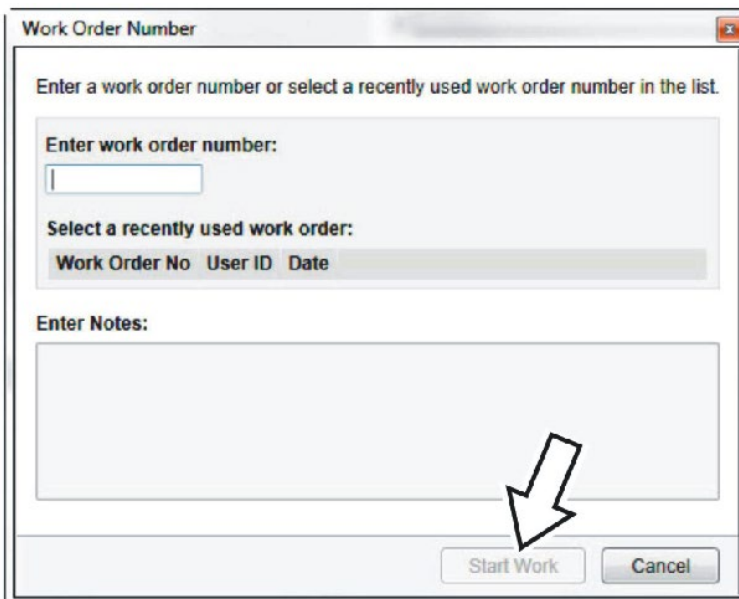 Work Order Number
Enter a work order number or select a recently used work order number in the list.
Enter work order number:
Select a recently used work order:
Work Order No User ID Date
Enter Notes:
Start Work Cancel